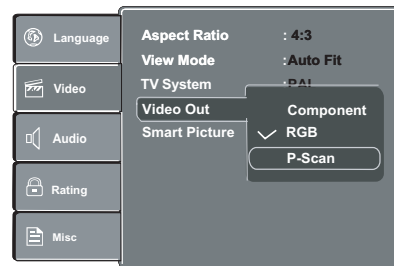 Language
Video
Audio
Rating
Misc
Aspect Ratio : 4:3
View Mode :Auto Fit
TV System :PAL
Video Out
Smart Picture
Component
RGB
P-Scan